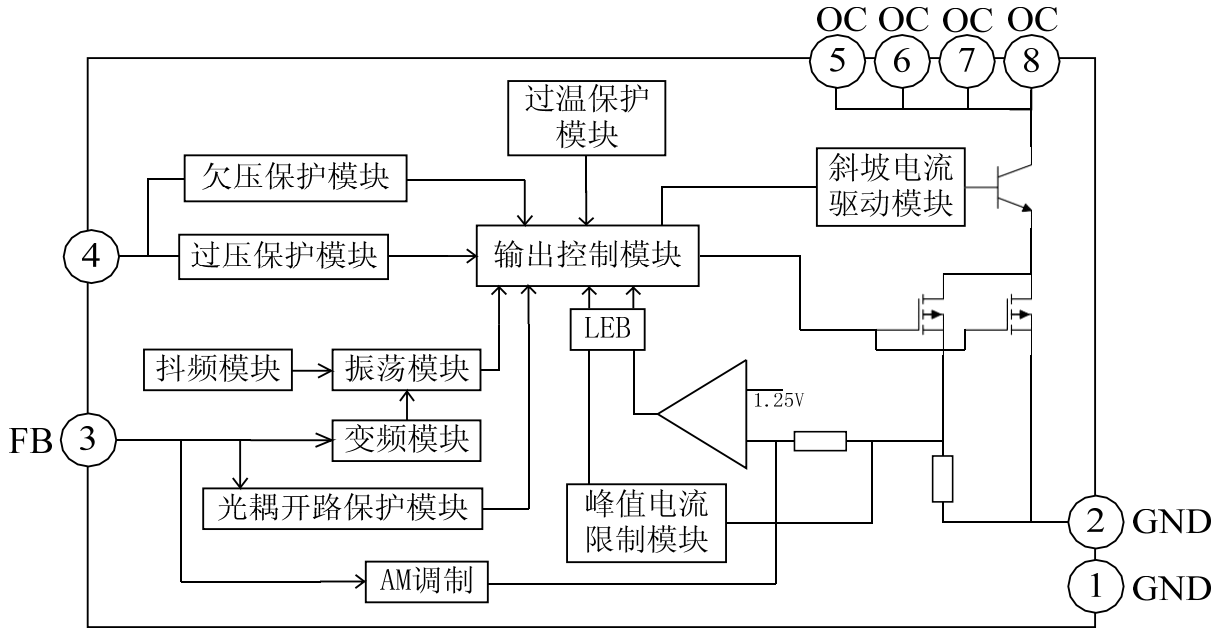 OC OC OC OC
5 6 7 8
过温保护
模块
欠压保护模块
斜坡电流
驱动模块
4
过压保护模块
输出控制模块
LEB
抖频模块
振荡模块
1.25V
FB 3
变频模块
光耦开路保护模块
峰值电流
限制模块
2 GND
AM调制
1 GND